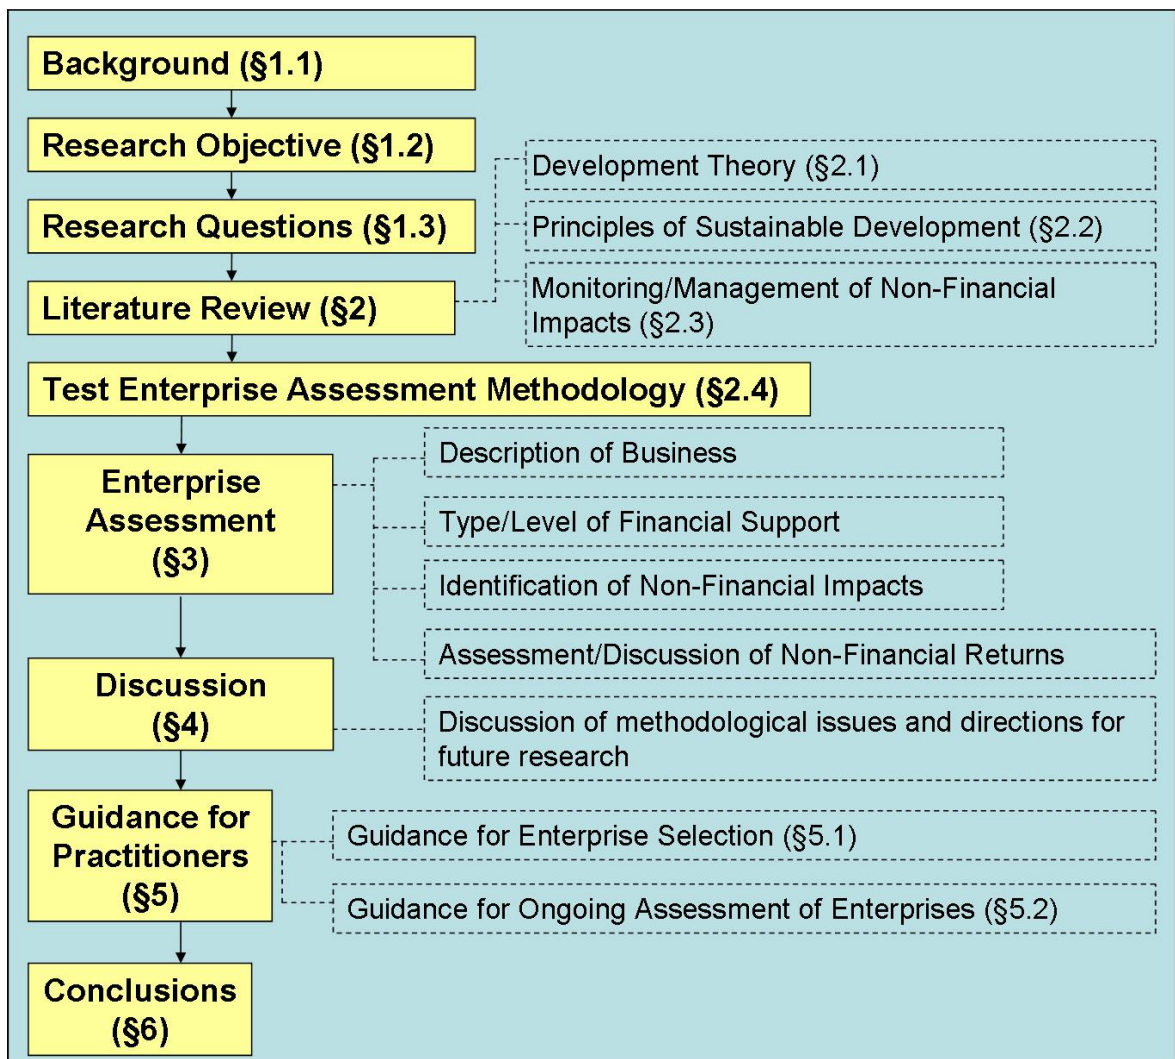 Background (§1.1)
Research Objective (§1.2)
Research Questions (§1.3)
Literature Review (§2)
Development Theory (§2.1)
Principles of Sustainable Development (§2.2)
Monitoring/Management of Non-Financial
Impacts (§2.3)
Test Enterprise Assessment Methodology (§2.4)
Enterprise
Assessment
(§3)
Description of Business
Type/Level of Financial Support
Identification of Non-Financial Impacts
Assessment/Discussion of Non-Financial Returns
Discussion
(§4)
Discussion of methodological issues and directions for
future research
Guidance for
Practitioners
(§5)
Guidance for Enterprise Selection (§5.1)
Guidance for Ongoing Assessment of Enterprises (§5.2)
Conclusions
(§6)